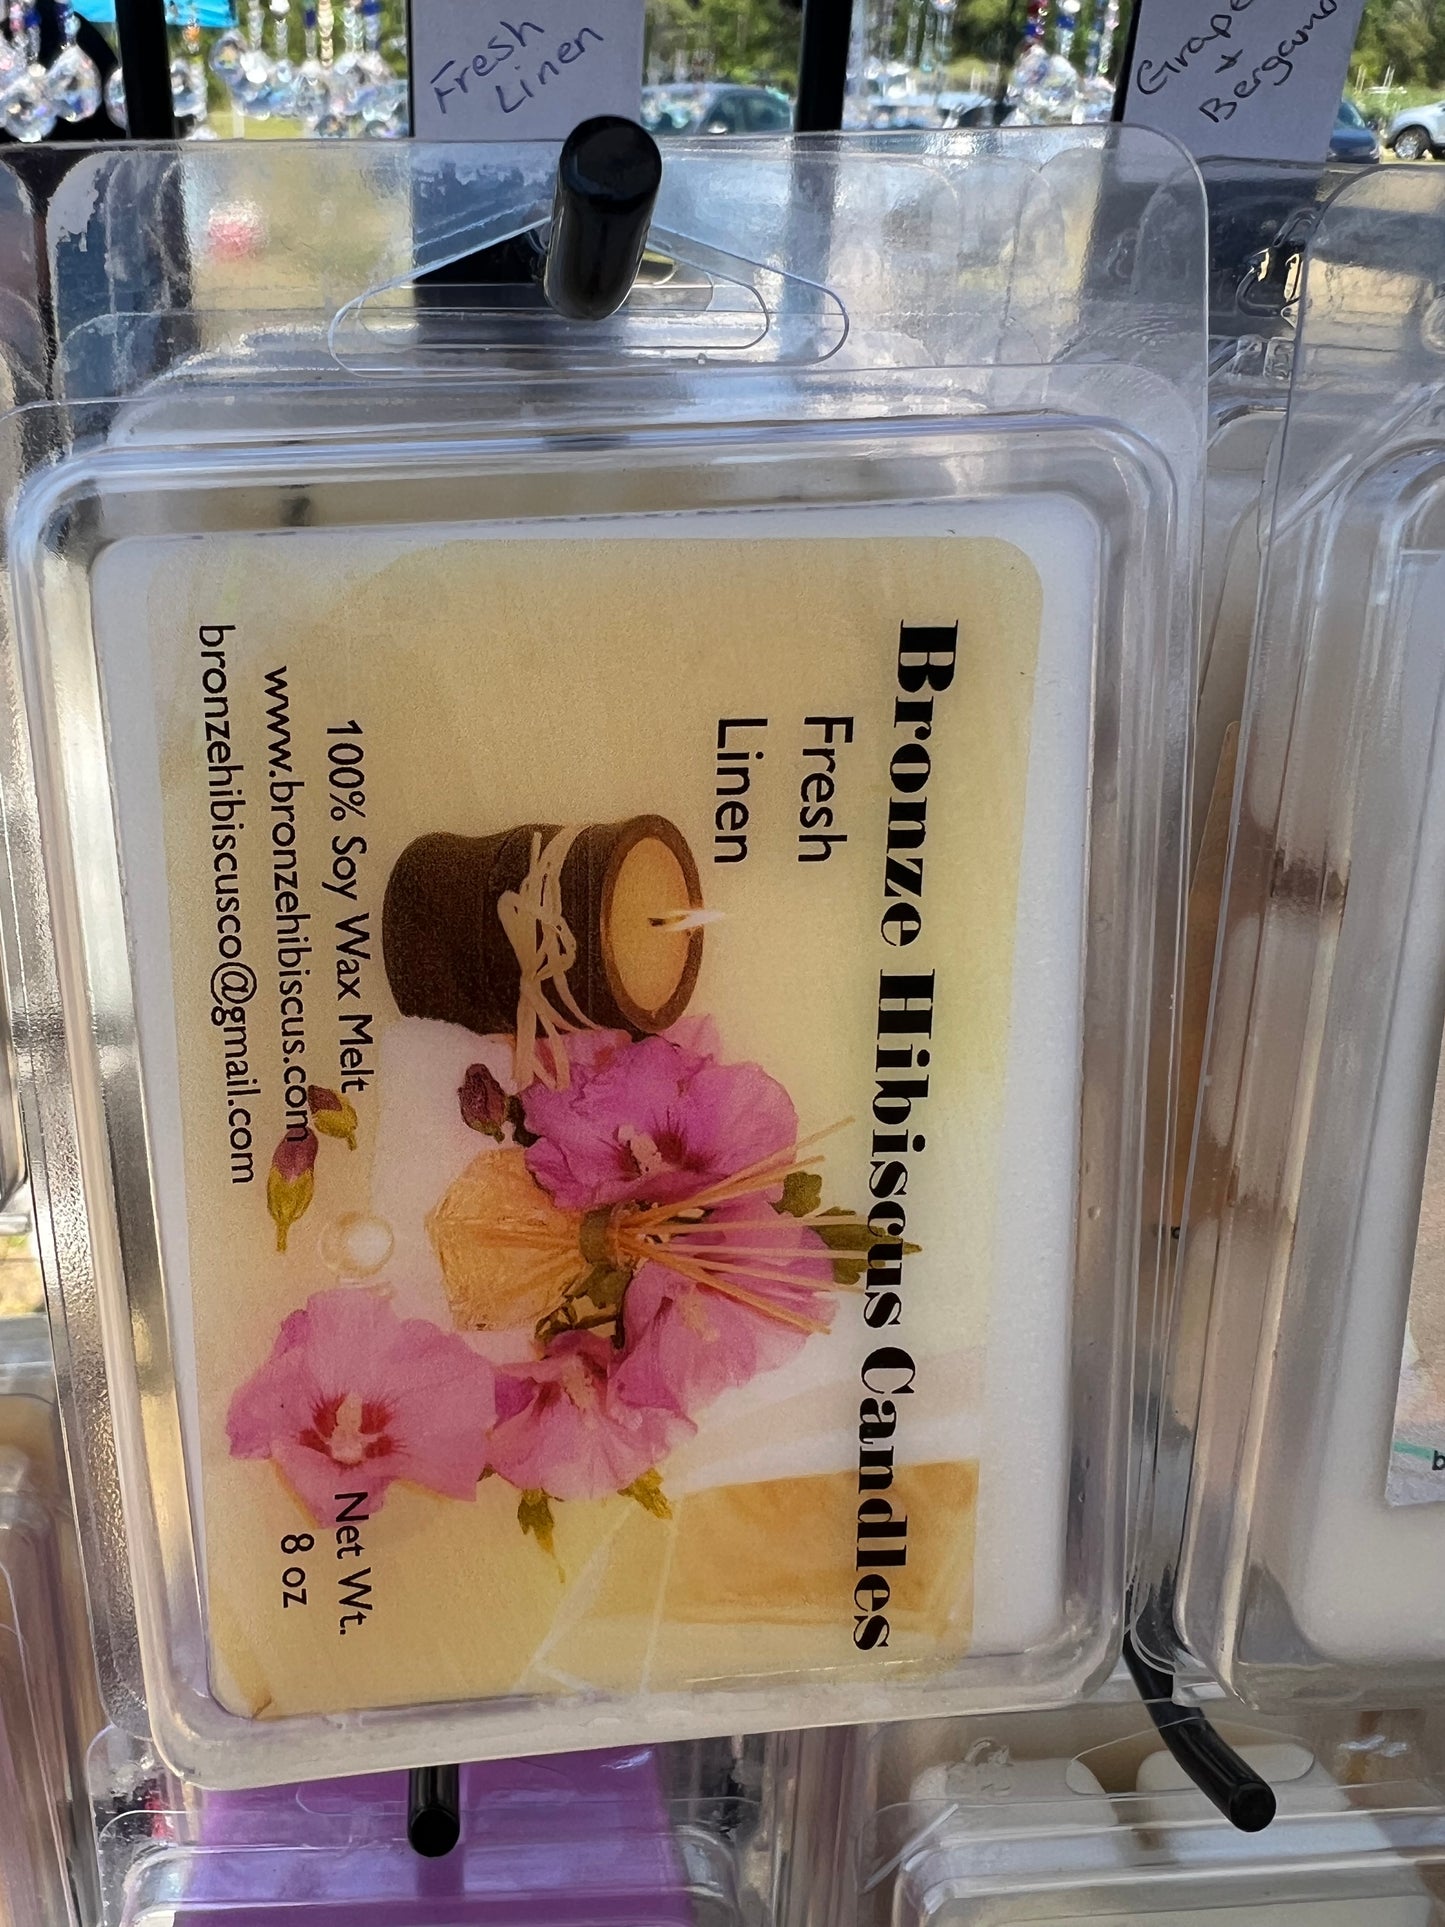 Fresh
Linen
Grape
+
Bronze Hibiscus Candles
Fresh
Linen
100% Soy Wax Melt
www.bronzehibiscus.com
bronzehibiscusco@gmail.com
Net Wt.
8 oz